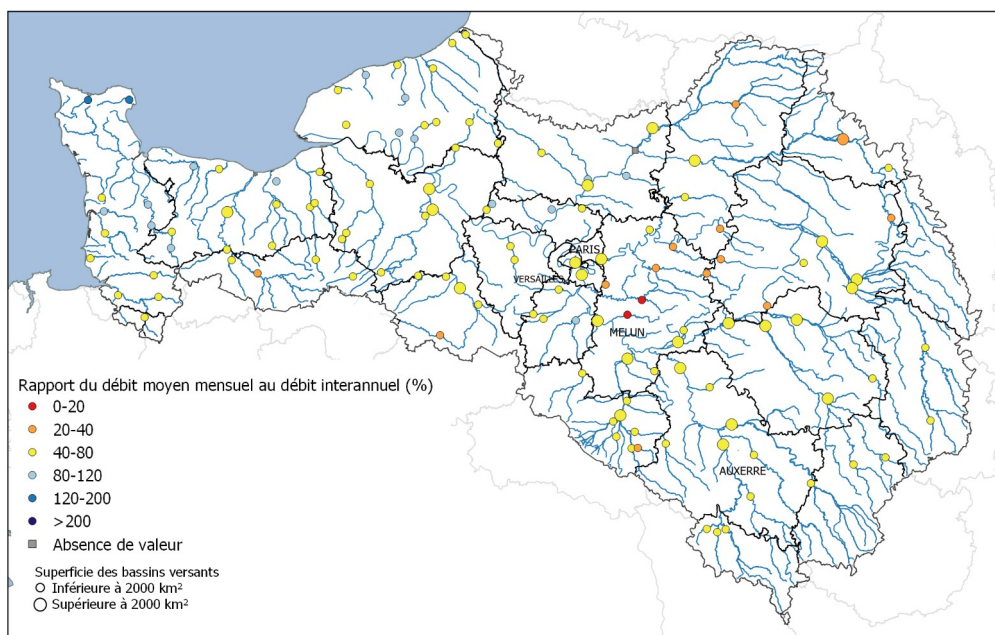 PARIS
VERSAILLES
MELUN
AUXERRE
Rapport du débit moyen mensuel au débit interannuel (%)
0-20
20-40
40-80
80-120
120-200
>200
Absence de valeur
Superficie des bassins versants
Inférieure à 2000 km²
Supérieure à 2000 km²